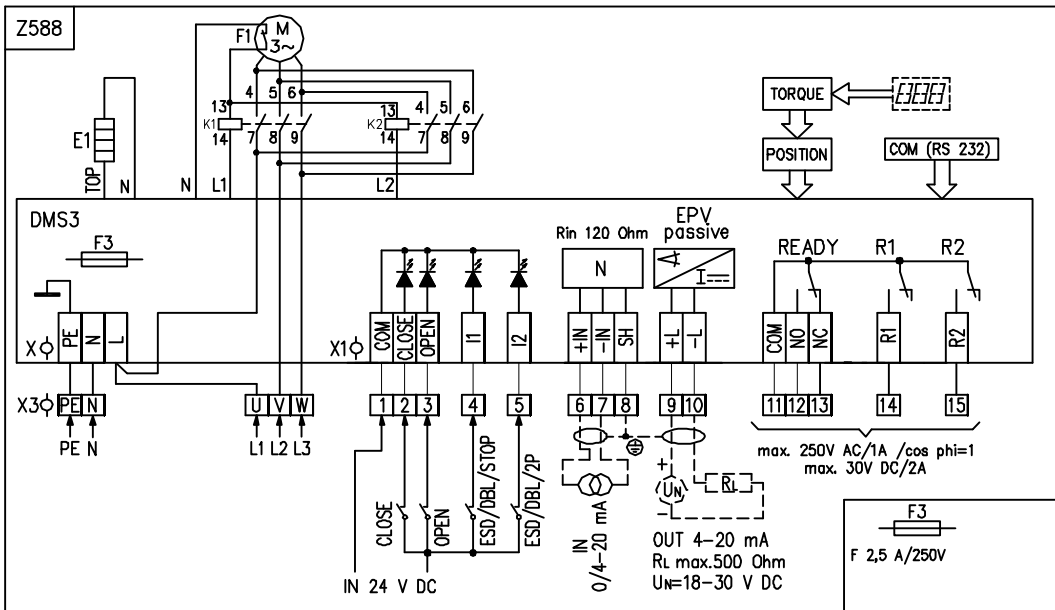 Z588
F1
M
3~
4 5 6
13
K1
14
7 8 9
4 5 6
13
K2
14
7 8 9
E1
TOP
N
N
L1
L2
TORQUE
POSITION
COM (RS 232)
DMS3
F3
Rin 120 Ohm
N
EPV
passive
I
READY
R1
R2
X
PE
N
L
X1
COM
CLOSE
OPEN
I1
I2
+IN
-IN
SH
+L
-L
COM
NO
NC
R1
R2
X3
PE N
U V W
1 2 3
4
5
6 7 8
9 10
11 12 13
14
15
PE N
L1 L2 L3
CLOSE
OPEN
ESD/DBL/STOP
ESD/DBL/2P
IN 24 V DC
IN
0/4-20 mA
+
UN
-
RL
OUT 4-20 mA
RL max.500 Ohm
UN=18-30 V DC
max. 250V AC/1A /cos phi=1
max. 30V DC/2A
F3
F 2,5 A/250V